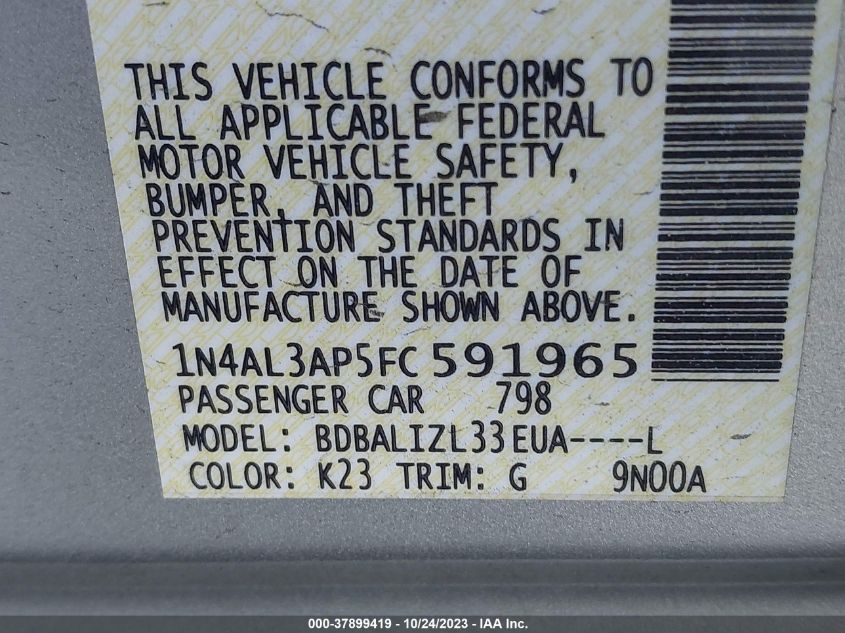 THIS VEHICLE CONFORMS TO
ALL APPLICABLE FEDERAL
MOTOR VEHICLE SAFETY,
BUMPER, AND THEFT
PREVENTION STANDARDS IN
EFFECT ON THE DATE OF
MANUFACTURE SHOWN ABOVE.
1N4AL3AP5FC591965
PASSENGER CAR 798
MODEL: BDBALIZL33EUA----L
COLOR: K23 TRIM: G 9N00A
000-37899419 - 10/24/2023 - IAA Inc.